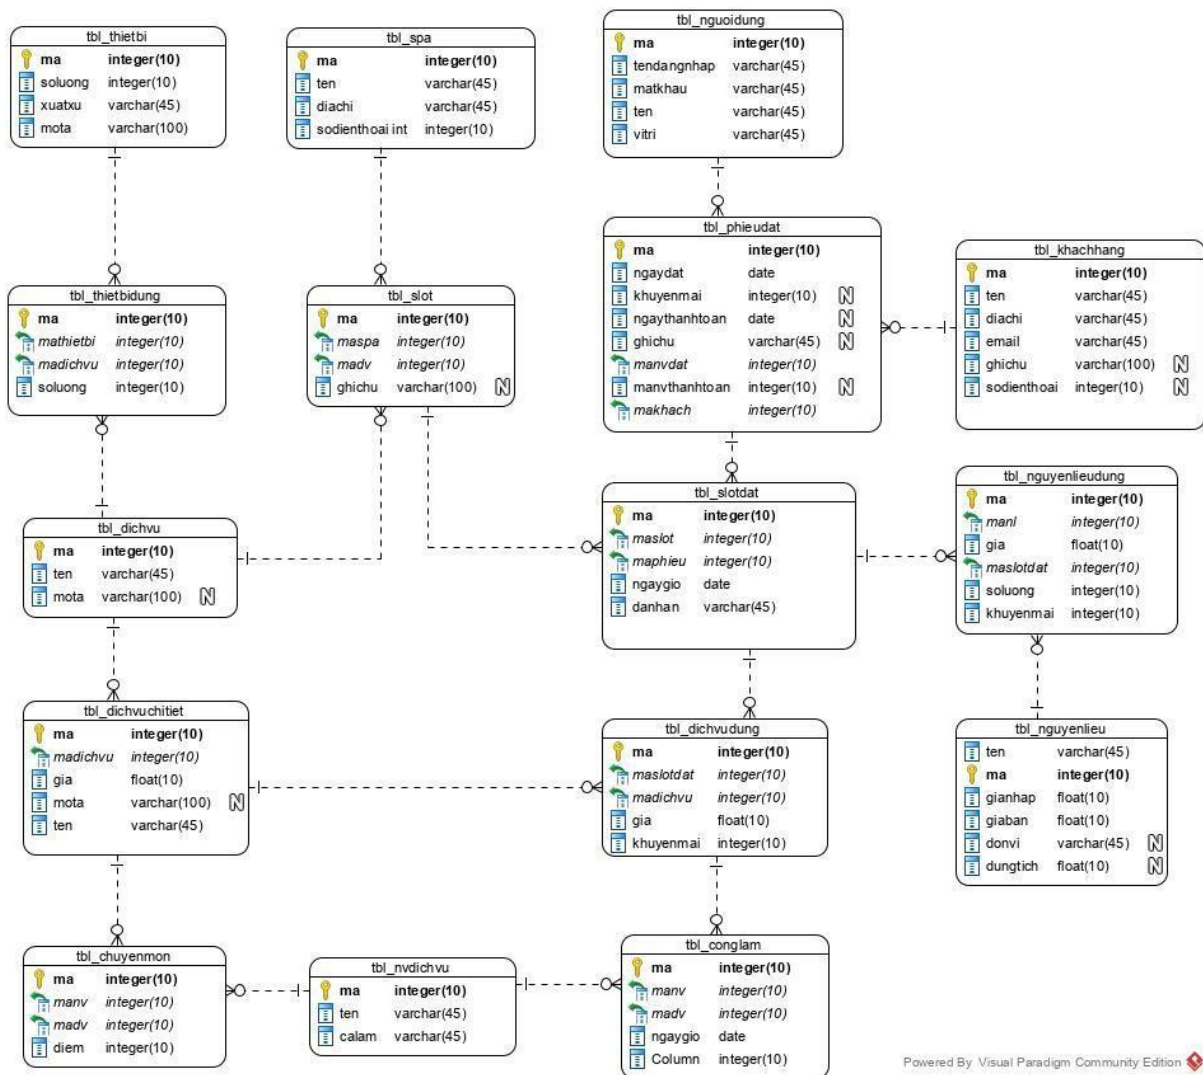 tbl_thietbi
ma integer(10)
soluong integer(10)
xuatxu varchar(45)
mota varchar(100)
tbl_spa
ma integer(10)
ten varchar(45)
diachi varchar(45)
sodienthoai int integer(10)
tbl_nguoidung
ma integer(10)
tendangnhap varchar(45)
matkhau varchar(45)
ten varchar(45)
vitri varchar(45)
tbl_phieudat
ma integer(10)
ngaydat date
khuyenmai integer(10) N
ngaythanhtoan date N
ghichu varchar(45) N
manvdat integer(10)
manvthanhtoan integer(10) N
makhach integer(10)
tbl_khachhang
ma integer(10)
ten varchar(45)
diachi varchar(45)
email varchar(45)
ghichu varchar(100) N
sodienthoai integer(10) N
tbl_thietbidung
ma integer(10)
mathietbi integer(10)
madichvu integer(10)
soluong integer(10)
tbl_slot
ma integer(10)
maspa integer(10)
madv integer(10)
ghichu varchar(100) N
tbl_dichvu
ma integer(10)
ten varchar(45)
mota varchar(100) N
tbl_slotdat
ma integer(10)
maslot integer(10)
maphieu integer(10)
ngaygio date
danhan varchar(45)
tbl_nguyenlieudung
ma integer(10)
manl integer(10)
gia float(10)
maslotdat integer(10)
soluong integer(10)
khuyenmai integer(10)
tbl_dichvuchitiet
ma integer(10)
madichvu integer(10)
gia float(10)
mota varchar(100) N
ten varchar(45)
tbl_dichvudung
ma integer(10)
maslotdat integer(10)
madichvu integer(10)
gia float(10)
khuyenmai integer(10)
tbl_nguyenlieu
ten varchar(45)
ma integer(10)
gianhap float(10)
giaban float(10)
donvi varchar(45) N
dungtich float(10) N
tbl_chuyenmon
ma integer(10)
manv integer(10)
madv integer(10)
diem integer(10)
tbl_nvdichvu
ma integer(10)
ten varchar(45)
calam varchar(45)
tbl_conglam
ma integer(10)
manv integer(10)
madv integer(10)
ngaygio date
Column integer(10)
Powered By Visual Paradigm Community Edition